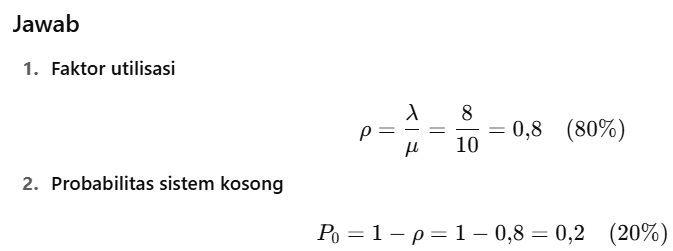 Jawab
1. Faktor utilisasi
ρ = λ/μ = 8/10 = 0,8 (80%)
2. Probabilitas sistem kosong
P₀ = 1 − ρ = 1 − 0,8 = 0,2 (20%)